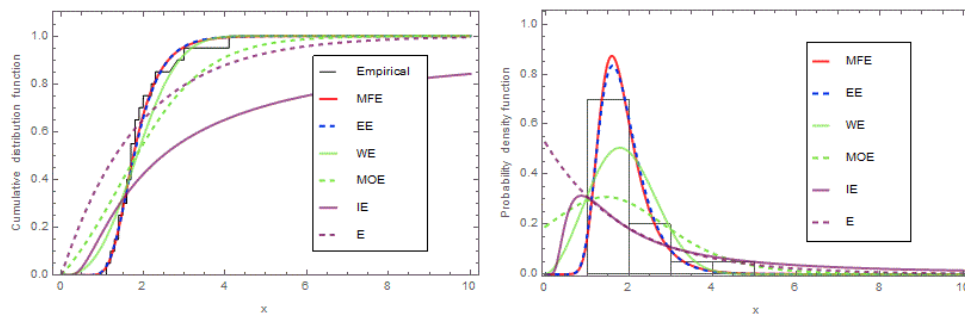 Cumulative distribution function
1.0
0.8
0.6
0.4
0.2
0.0
0
2
4
6
8
10
x
Empirical
MFE
EE
WE
MOE
IE
E
Probability density function
1.0
0.8
0.6
0.4
0.2
0.0
0
2
4
6
8
10
x
MFE
EE
WE
MOE
IE
E